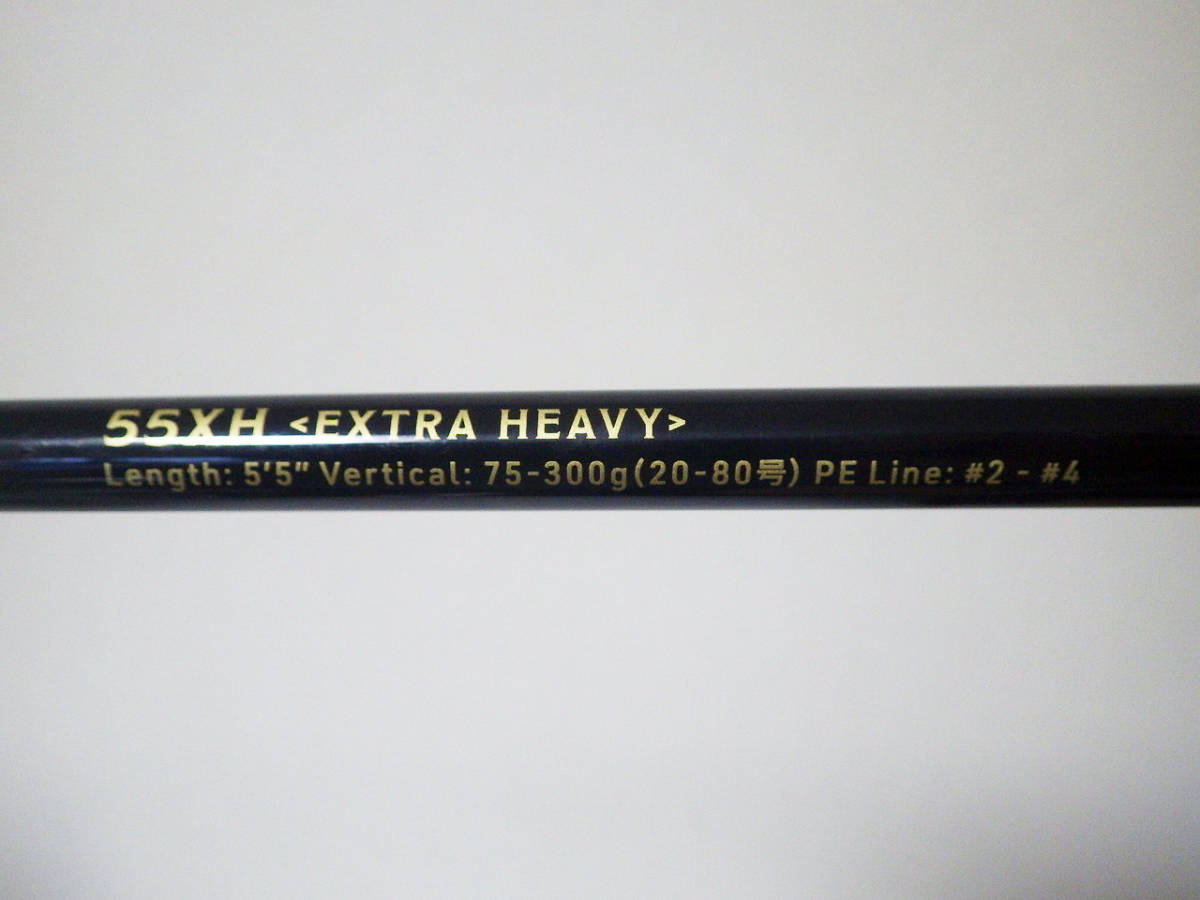 55XH <EXTRA HEAVY>
Length: 5'5" Vertical: 75-300g(20-80号) PE Line: #2 - #4